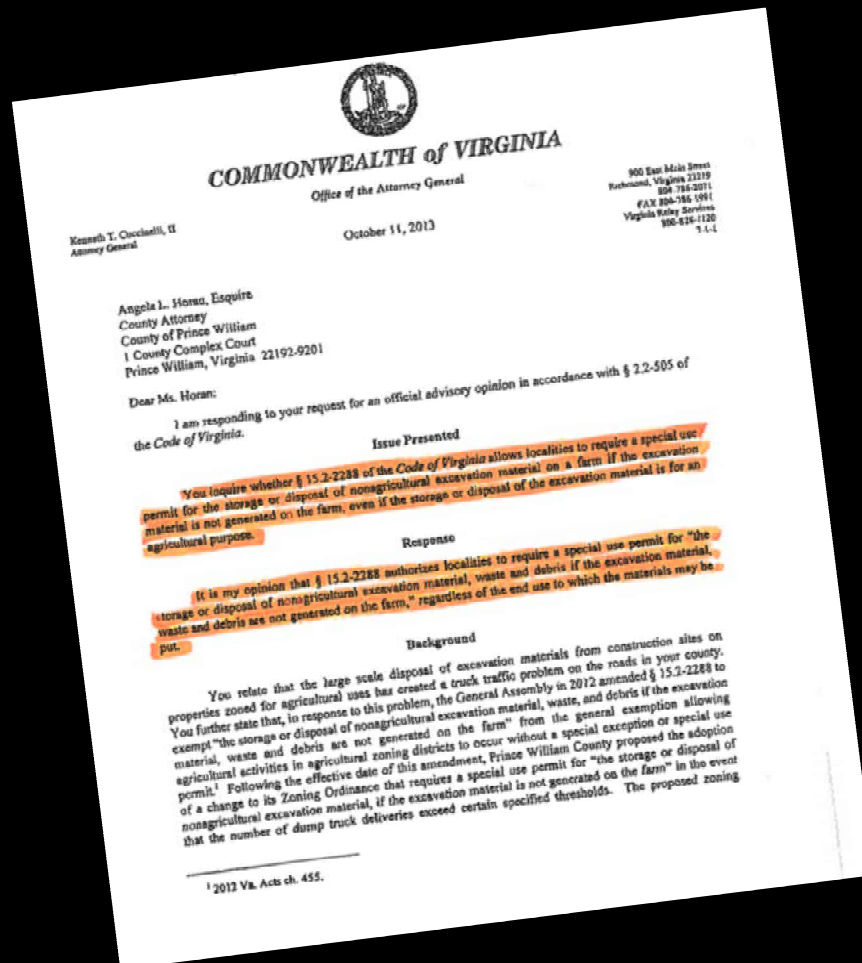 COMMONWEALTH of VIRGINIA
Office of the Attorney General
Kenneth T. Cuccinelli, II
Attorney General
October 11, 2013
900 East Main Street
Richmond, Virginia 23219
804-786-2071
FAX 804-786-1991
Virginia Relay Services
800-828-1120
7-1-1
Angela L. Horan, Esquire
County Attorney
County of Prince William
1 County Complex Court
Prince William, Virginia 22192-9201
Dear Ms. Horan:
I am responding to your request for an official advisory opinion in accordance with § 2.2-505 of
the Code of Virginia.
Issue Presented
You inquire whether § 15.2-2288 of the Code of Virginia allows localities to require a special use
permit for the storage or disposal of nonagricultural excavation material on a farm if the excavation
material is not generated on the farm, even if the storage or disposal of the excavation material is for an
agricultural purpose.
Response
It is my opinion that § 15.2-2288 authorizes localities to require a special use permit for "the
storage or disposal of nonagricultural excavation material, waste and debris if the excavation material,
waste and debris are not generated on the farm," regardless of the end use to which the materials may be
put.
Background
You relate that the large scale disposal of excavation materials from construction sites on
properties zoned for agricultural uses has created a truck traffic problem on the roads in your county.
You further state that, in response to this problem, the General Assembly in 2012 amended § 15.2-2288 to
exempt "the storage or disposal of nonagricultural excavation material, waste, and debris if the excavation
material, waste and debris are not generated on the farm" from the general exemption allowing
agricultural activities in agricultural zoning districts to occur without a special exception or special use
permit.1 Following the effective date of this amendment, Prince William County proposed the adoption
of a change to its Zoning Ordinance that requires a special use permit for "the storage or disposal of
nonagricultural excavation material, if the excavation material is not generated on the farm" in the event
that the number of dump truck deliveries exceed certain specified thresholds. The proposed zoning
1 2012 Va. Acts ch. 455.